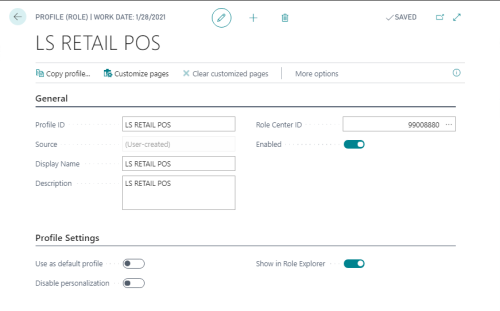 PROFILE (ROLE) | WORK DATE: 1/28/2021
SAVED
LS RETAIL POS
Copy profile... Customize pages Clear customized pages More options
General
Profile ID LS RETAIL POS Role Center ID 99008880 ...
Source (User-created) Enabled
Display Name LS RETAIL POS
Description LS RETAIL POS
Profile Settings
Use as default profile Show in Role Explorer
Disable personalization